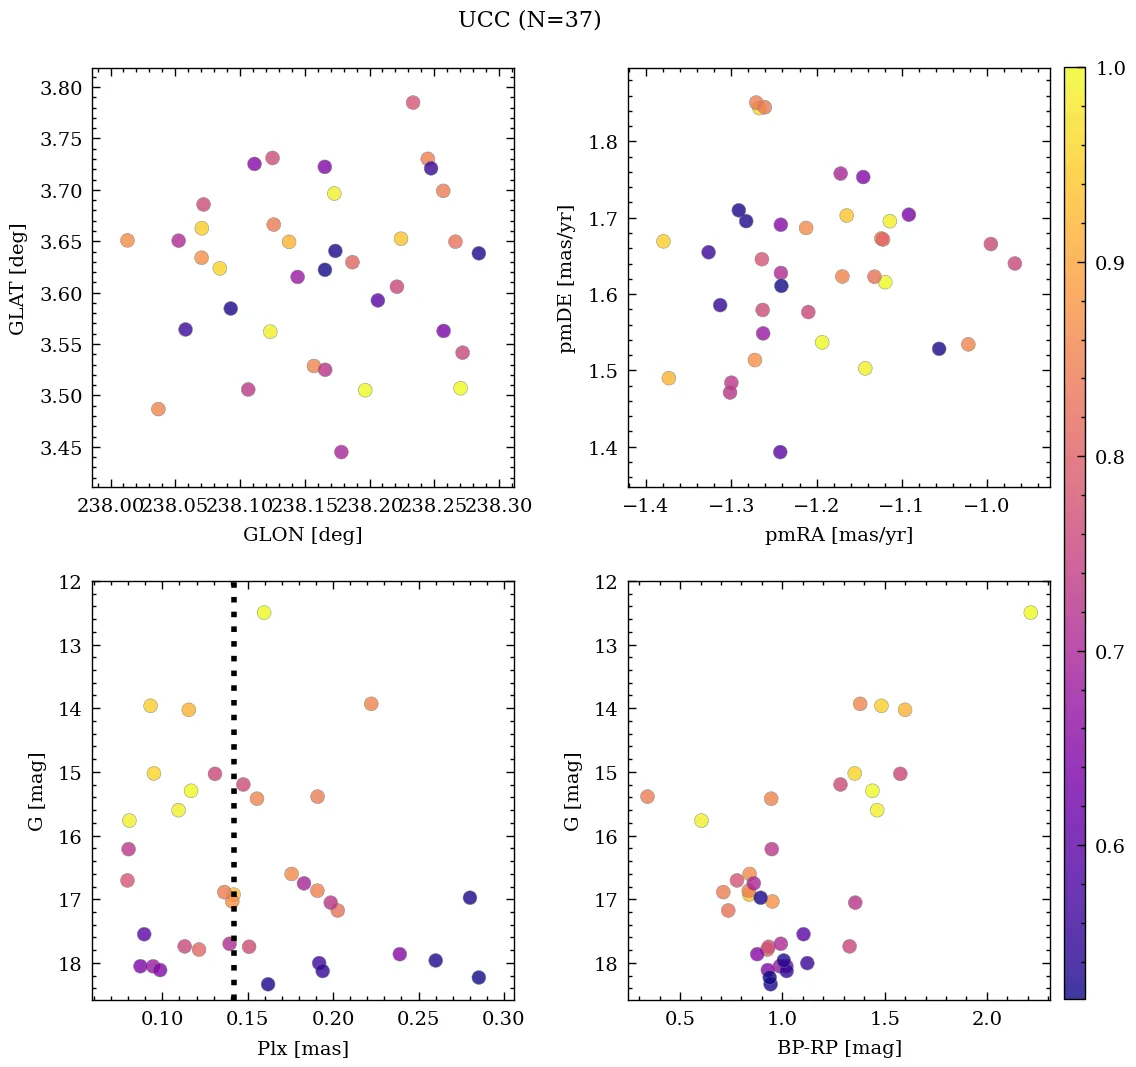 UCC (N=37)
3.80
3.75
3.70
3.65
3.60
3.55
3.50
3.45
GLAT [deg]
238.00 238.05 238.10 238.15 238.20 238.25 238.30
GLON [deg]
1.8
1.7
1.6
1.5
1.4
pmDE [mas/yr]
−1.4 −1.3 −1.2 −1.1 −1.0
pmRA [mas/yr]
12
13
14
15
16
17
18
G [mag]
0.10 0.15 0.20 0.25 0.30
Plx [mas]
12
13
14
15
16
17
18
G [mag]
0.5 1.0 1.5 2.0
BP-RP [mag]
1.0
0.9
0.8
0.7
0.6